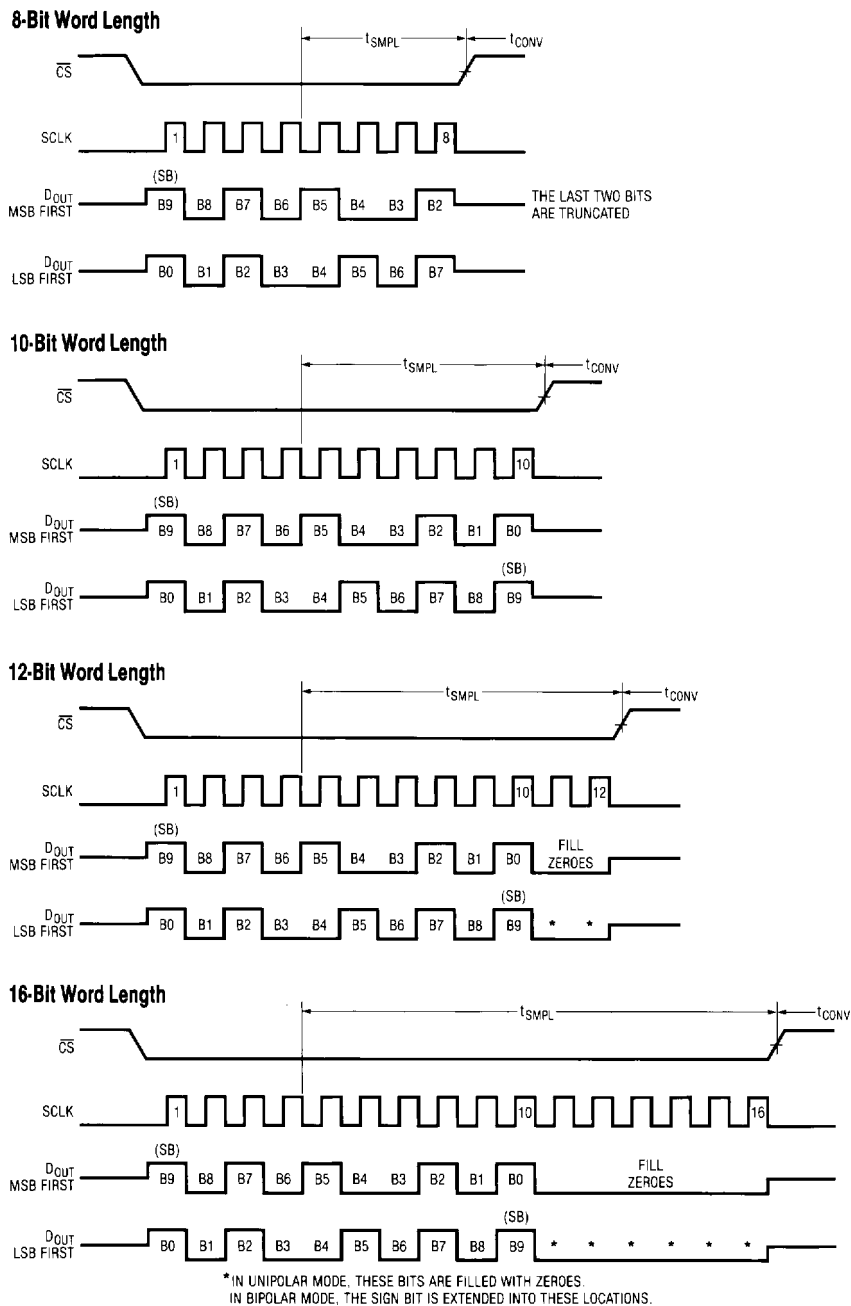 8-Bit Word Length
tSMPL tCONV
CS
SCLK 1 8
(SB)
DOUT
MSB FIRST B9 B8 B7 B6 B5 B4 B3 B2 THE LAST TWO BITS
ARE TRUNCATED
DOUT
LSB FIRST B0 B1 B2 B3 B4 B5 B6 B7
10-Bit Word Length
tSMPL tCONV
CS
SCLK 1 10
(SB)
DOUT
MSB FIRST B9 B8 B7 B6 B5 B4 B3 B2 B1 B0
(SB)
DOUT
LSB FIRST B0 B1 B2 B3 B4 B5 B6 B7 B8 B9
12-Bit Word Length
tSMPL tCONV
CS
SCLK 1 10 12
(SB)
DOUT
MSB FIRST B9 B8 B7 B6 B5 B4 B3 B2 B1 B0 FILL
ZEROES
(SB)
DOUT
LSB FIRST B0 B1 B2 B3 B4 B5 B6 B7 B8 B9 * *
16-Bit Word Length
tSMPL tCONV
CS
SCLK 1 10 16
(SB)
DOUT
MSB FIRST B9 B8 B7 B6 B5 B4 B3 B2 B1 B0 FILL
ZEROES
(SB)
DOUT
LSB FIRST B0 B1 B2 B3 B4 B5 B6 B7 B8 B9 * * * * * *
*IN UNIPOLAR MODE, THESE BITS ARE FILLED WITH ZEROES.
IN BIPOLAR MODE, THE SIGN BIT IS EXTENDED INTO THESE LOCATIONS.